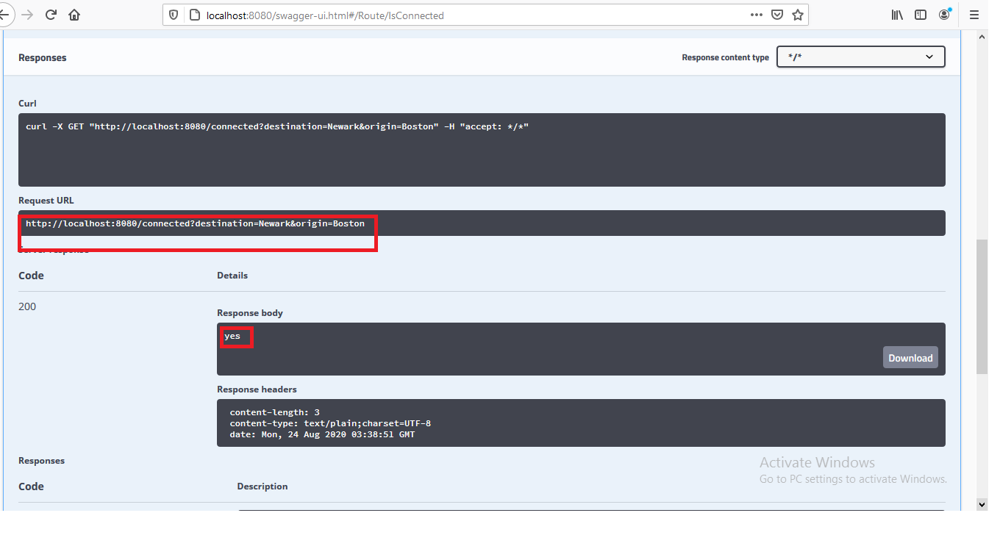 localhost:8080/swagger-ui.html#/Route/IsConnected
Responses
Response content type
*/*
Curl
curl -X GET "http://localhost:8080/connected?destination=Newark&origin=Boston" -H "accept: */*"
Request URL
http://localhost:8080/connected?destination=Newark&origin=Boston
Server response
Code Details
200
Response body
yes
Download
Response headers
content-length: 3
content-type: text/plain;charset=UTF-8
date: Mon, 24 Aug 2020 03:38:51 GMT
Responses
Activate Windows
Go to PC settings to activate Windows.
Code Description